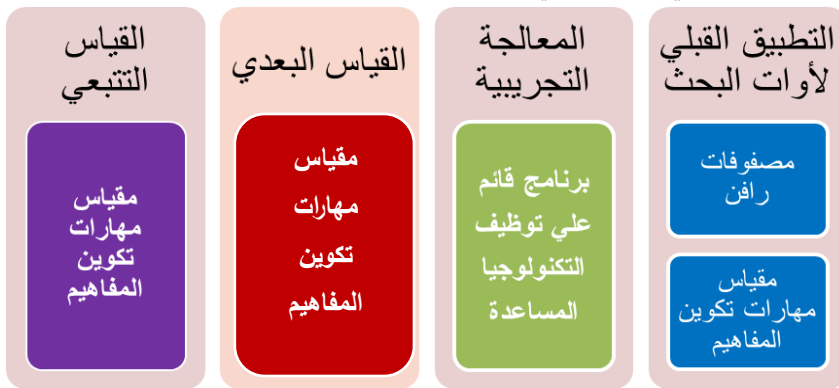 التطبيق القبلي
لأوات البحث
مصفوفات
رافن
مقياس
مهارات تكوين
المفاهيم
المعالجة
التجريبية
برنامج قائم
علي توظيف
التكنولوجيا
المساعدة
القياس البعدي
مقياس
مهارات
تكوين
المفاهيم
القياس
التتبعي
مقياس
مهارات
تكوين
المفاهيم